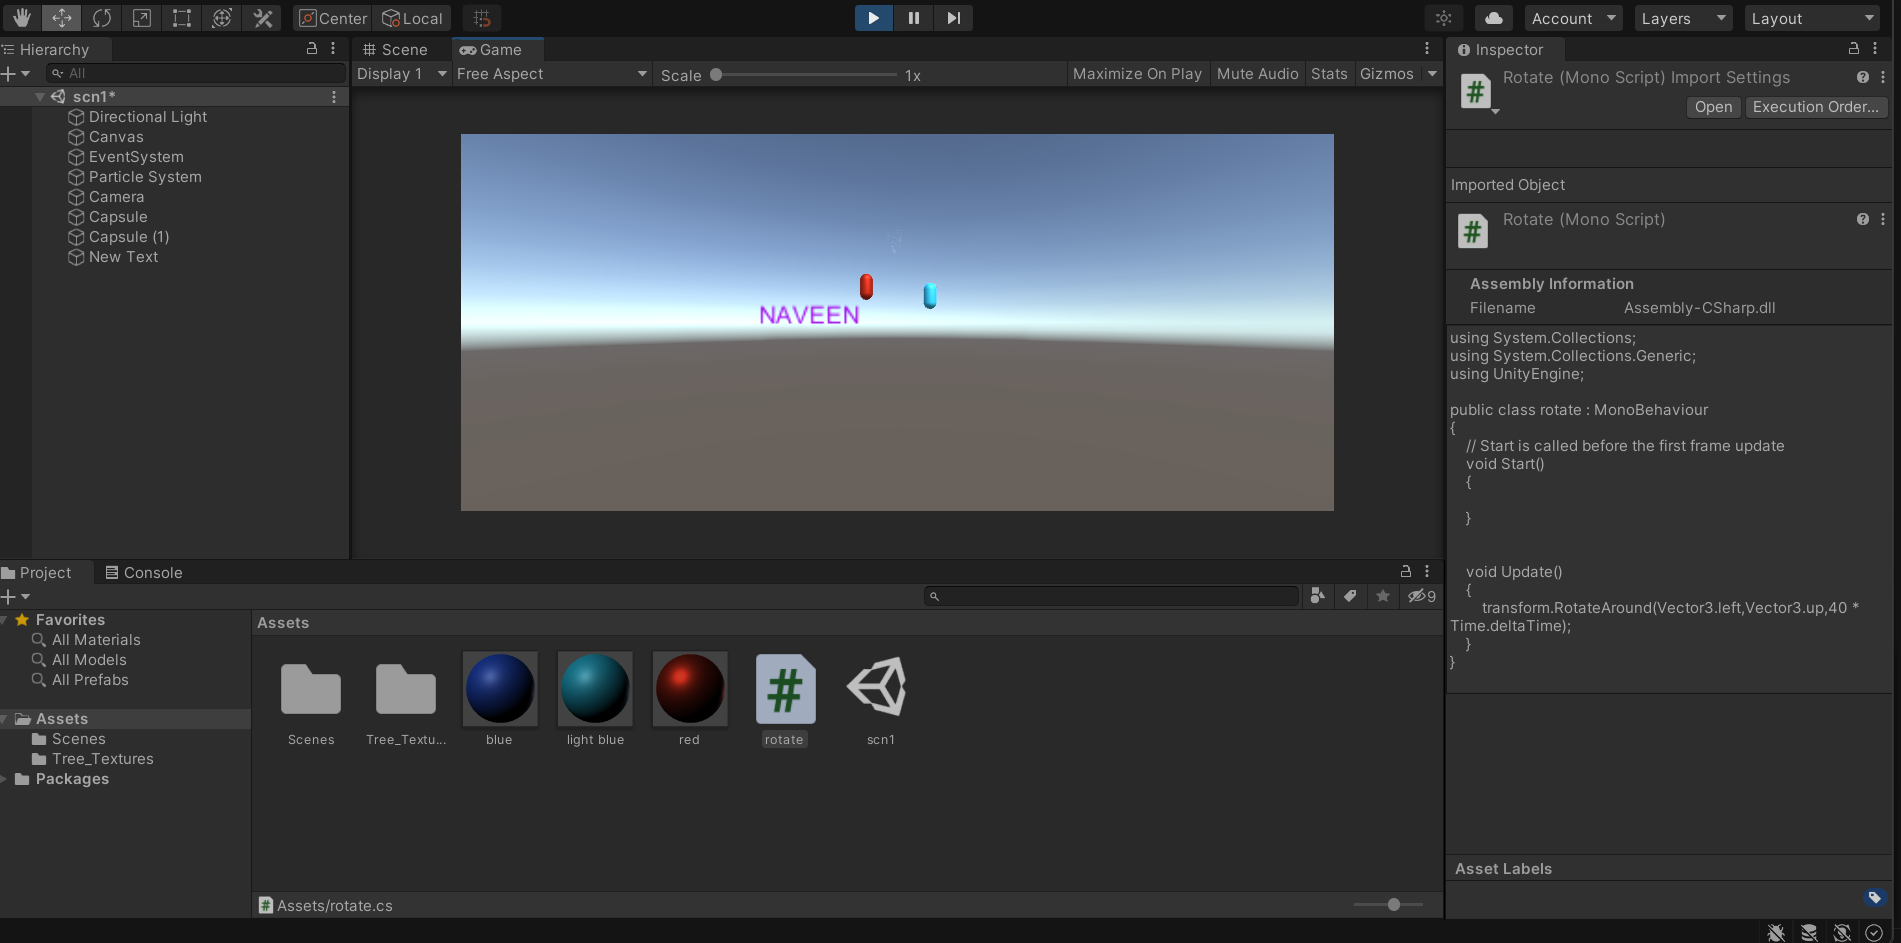 Center
Local
Account
Layers
Layout
Hierarchy
All
scn1*
Directional Light
Canvas
EventSystem
Particle System
Camera
Capsule
Capsule (1)
New Text
Scene
Game
Display 1
Free Aspect
Scale
1x
Maximize On Play
Mute Audio
Stats
Gizmos
NAVEEN
Inspector
Rotate (Mono Script) Import Settings
Open
Execution Order...
Imported Object
Rotate (Mono Script)
Assembly Information
Filename Assembly-CSharp.dll
using System.Collections;
using System.Collections.Generic;
using UnityEngine;
public class rotate : MonoBehaviour
{
// Start is called before the first frame update
void Start()
{
}
void Update()
{
transform.RotateAround(Vector3.left,Vector3.up,40 *
Time.deltaTime);
}
}
Asset Labels
Project
Console
9
Favorites
All Materials
All Models
All Prefabs
Assets
Scenes
Tree_Textures
Packages
Assets
Scenes
Tree_Textu...
blue
light blue
red
rotate
scn1
Assets/rotate.cs